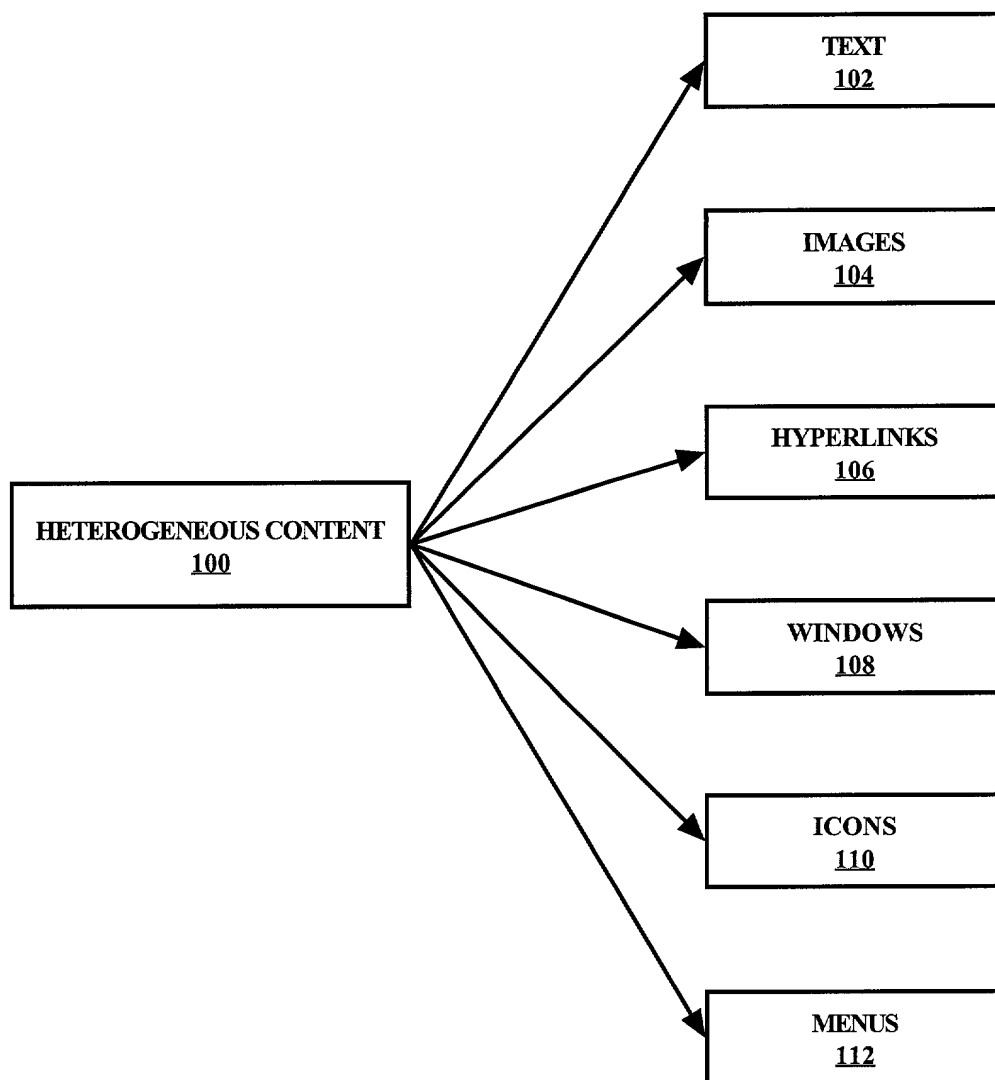 TEXT
102
IMAGES
104
HYPERLINKS
106
HETEROGENEOUS CONTENT
100
WINDOWS
108
ICONS
110
MENUS
112